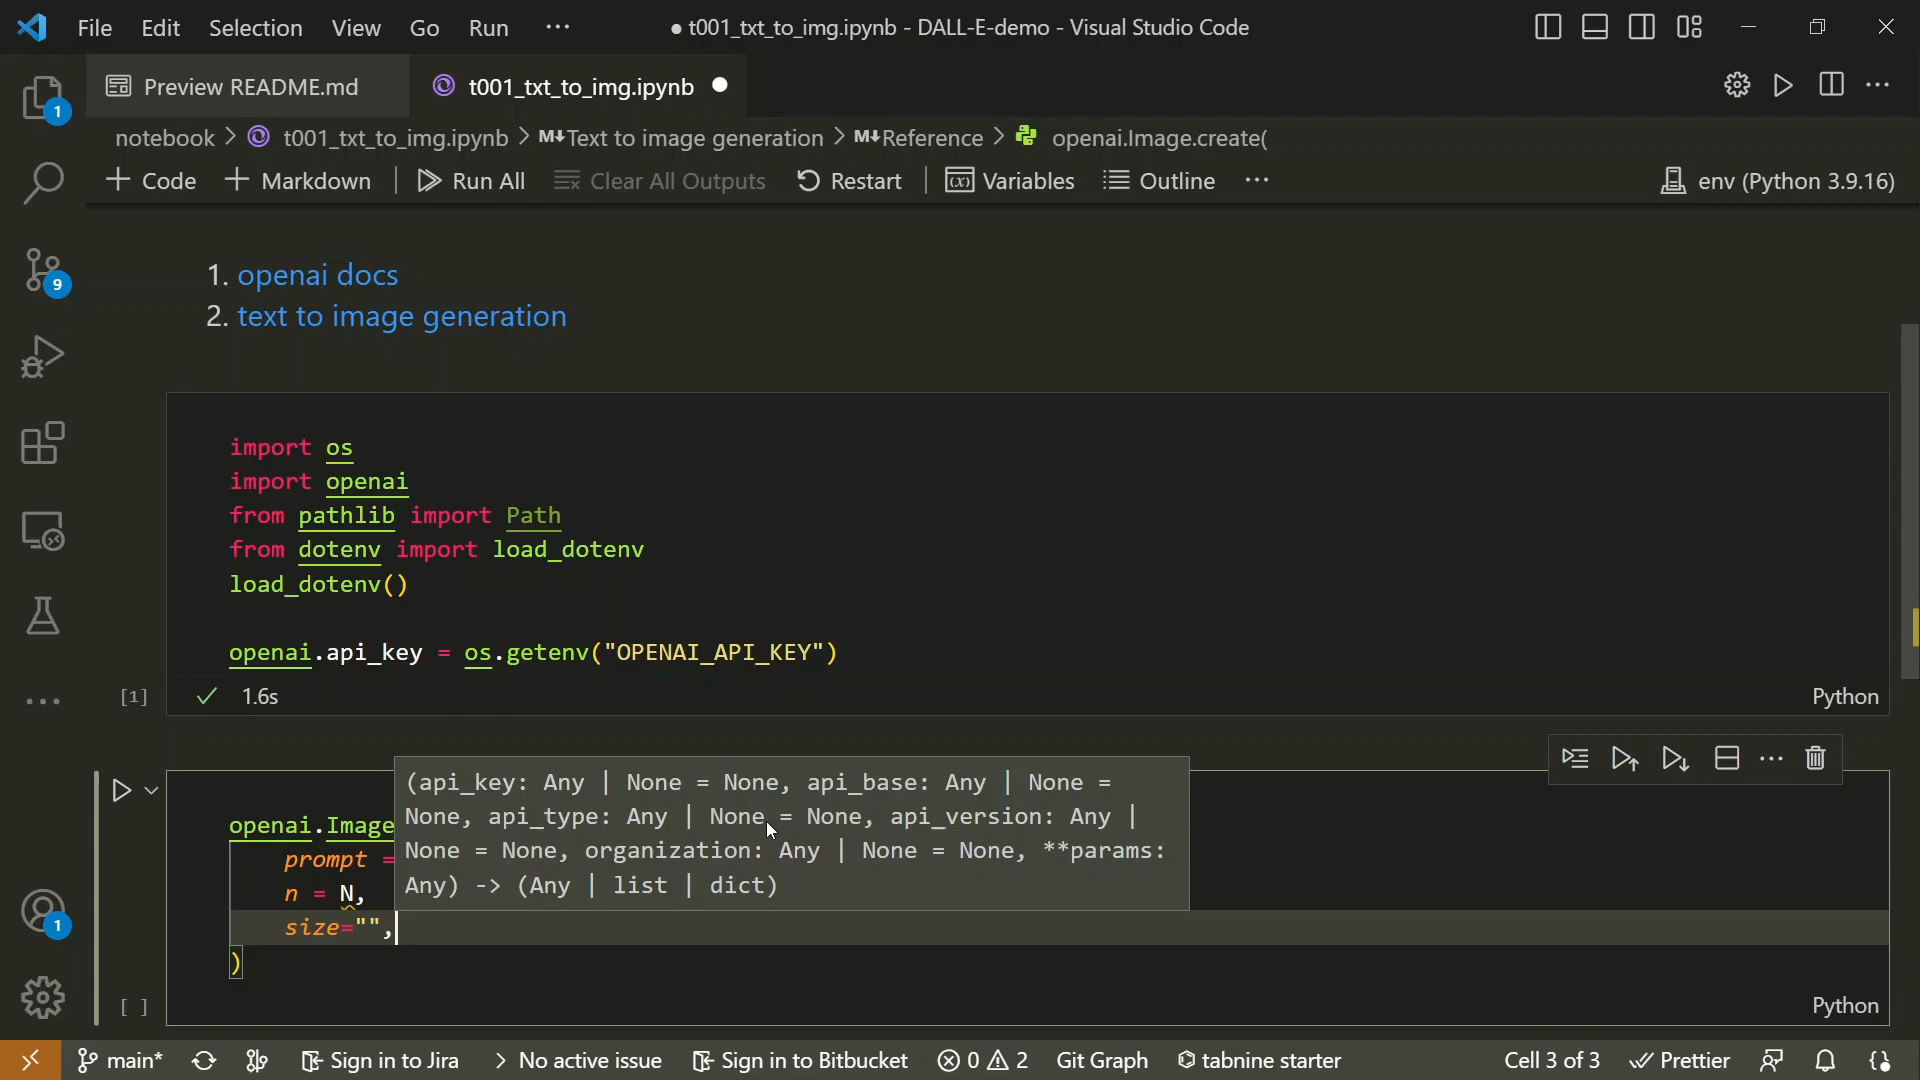 File Edit Selection View Go Run ··· ● t001_txt_to_img.ipynb - DALL-E-demo - Visual Studio Code
1 Preview README.md t001_txt_to_img.ipynb ●
notebook > t001_txt_to_img.ipynb > M↓Text to image generation > M↓Reference > openai.Image.create(
+ Code + Markdown | Run All Clear All Outputs Restart | Variables Outline ··· env (Python 3.9.16)
1. openai docs
9
2. text to image generation
import os
import openai
from pathlib import Path
from dotenv import load_dotenv
load_dotenv()
openai.api_key = os.getenv("OPENAI_API_KEY")
[1] ✓ 1.6s Python
(api_key: Any | None = None, api_base: Any | None =
None, api_type: Any | None = None, api_version: Any |
None = None, organization: Any | None = None, **params:
Any) -> (Any | list | dict)
openai.Image
prompt =
n = N,
size="",
)
1
[ ] Python
main* Sign in to Jira > No active issue Sign in to Bitbucket 0 2 Git Graph tabnine starter Cell 3 of 3 Prettier